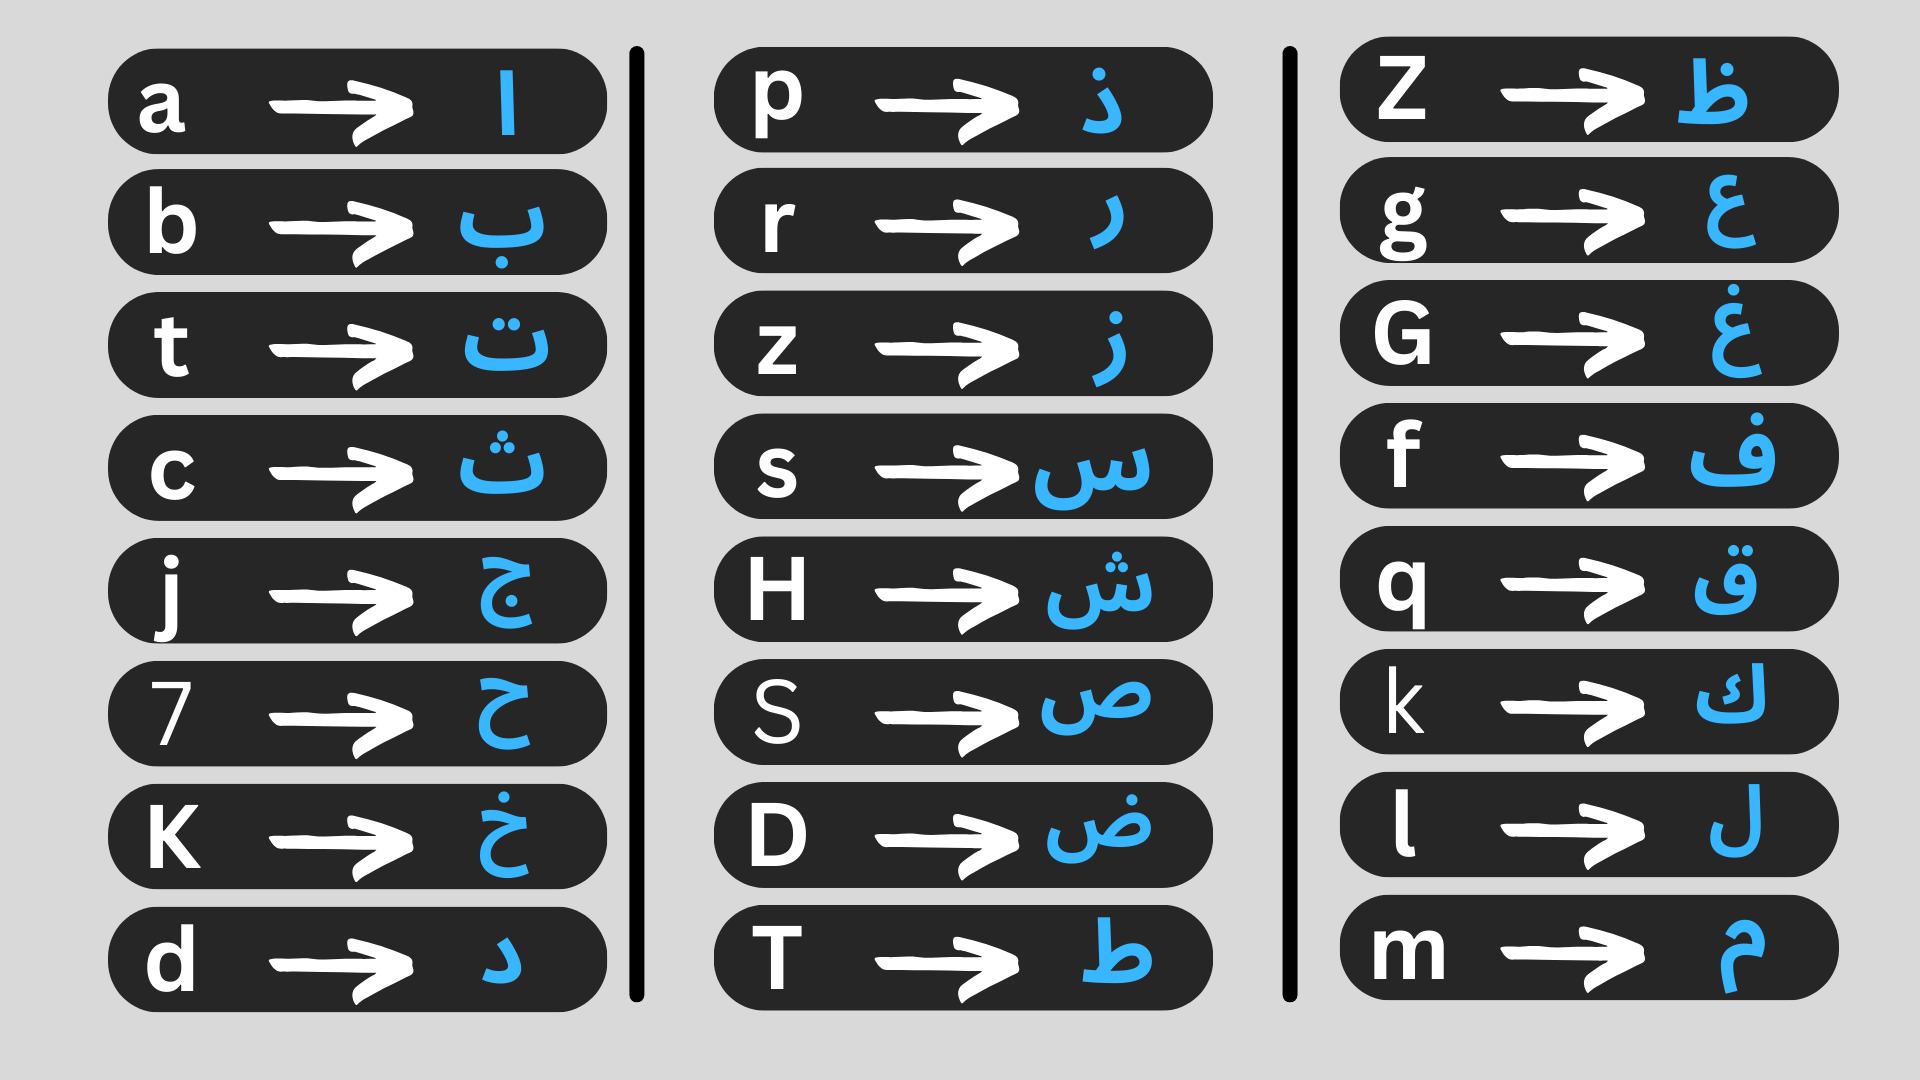 a ا
b ب
t ت
c ث
j ج
7 ح
K خ
d د
p ذ
r ر
z ز
s س
H ش
S ص
D ض
T ط
Z ظ
g ع
G غ
f ف
q ق
k ك
l ل
m م